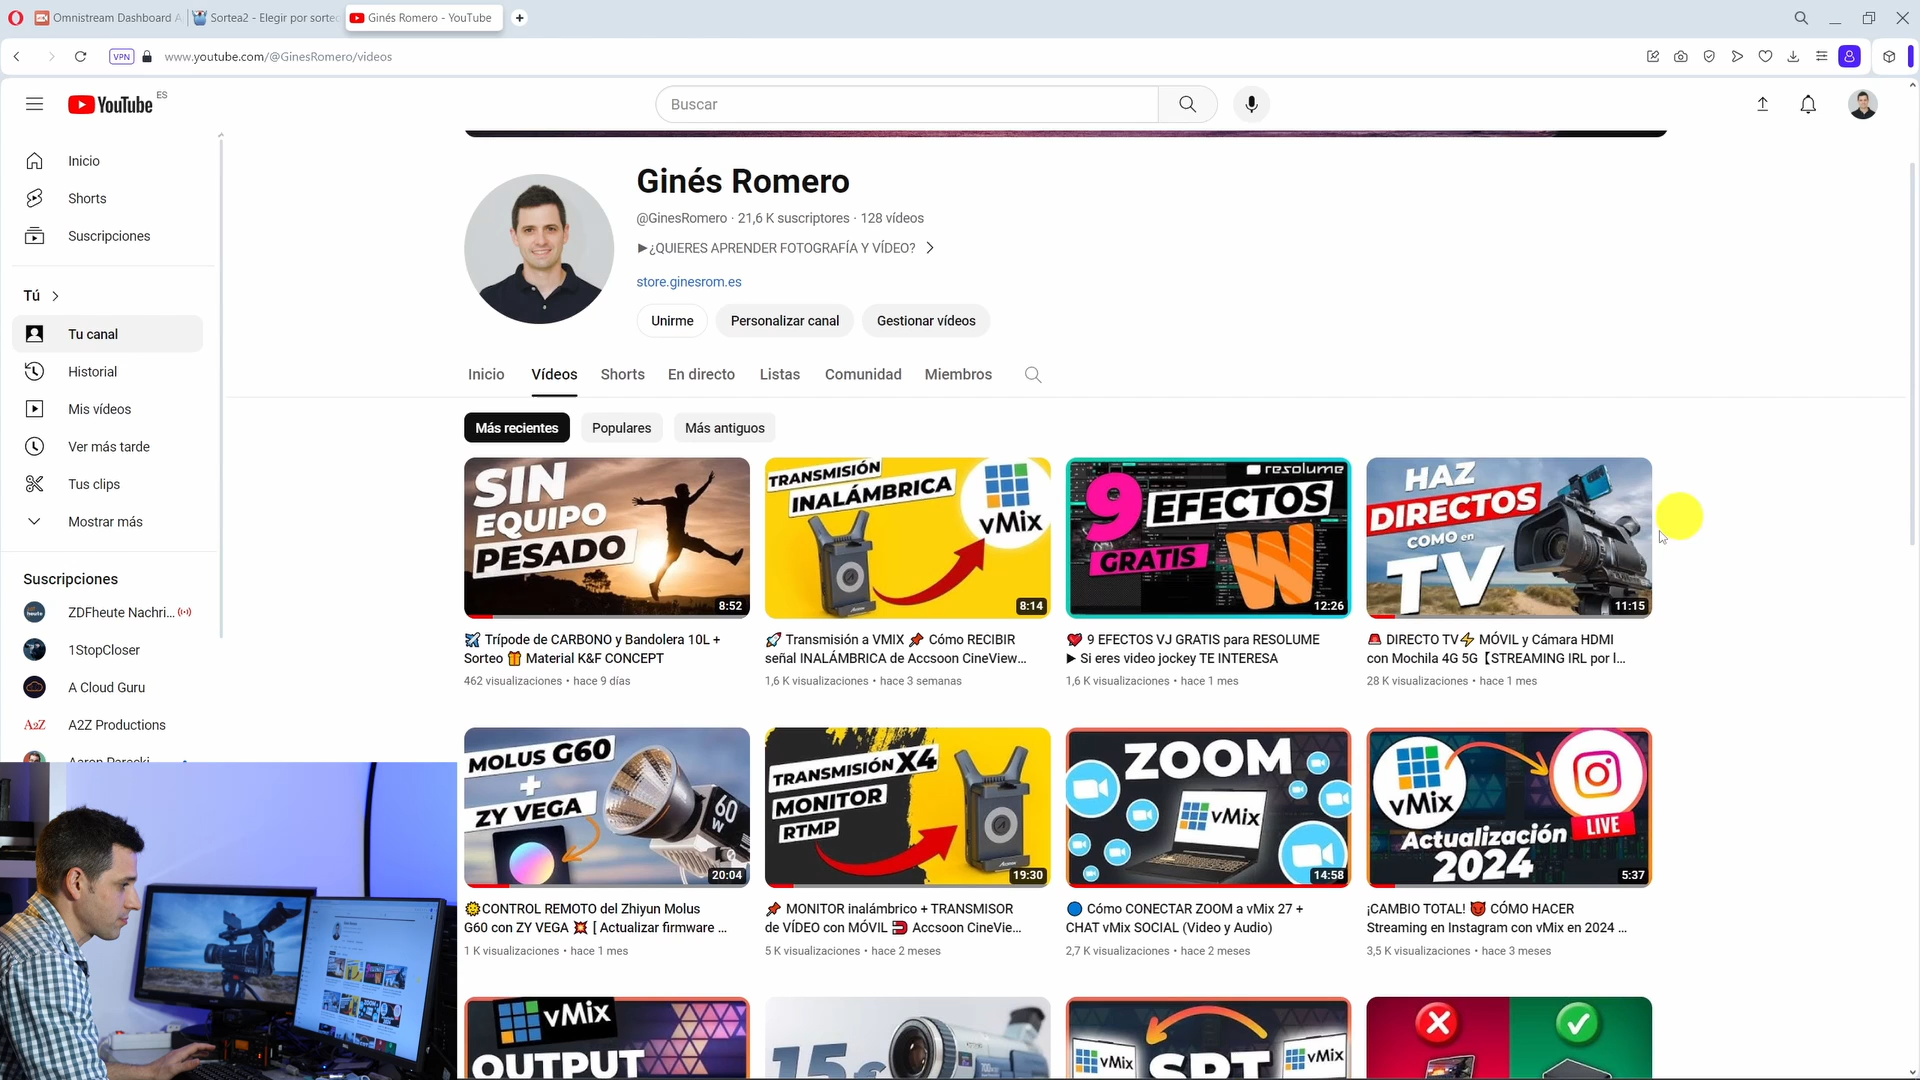 Omnistream Dashboard A
Sortea2 - Elegir por sorte
Ginés Romero - YouTube
VPN
www.youtube.com/@GinesRomero/videos
YouTube
ES
Buscar
Inicio
Shorts
Suscripciones
Tú
Tu canal
Historial
Mis vídeos
Ver más tarde
Tus clips
Mostrar más
Suscripciones
ZDFheute Nachri...
1StopCloser
A Cloud Guru
A2Z
A2Z Productions
Ginés Romero
@GinesRomero · 21,6 K suscriptores · 128 vídeos
►¿QUIERES APRENDER FOTOGRAFÍA Y VÍDEO?
store.ginesrom.es
Unirme
Personalizar canal
Gestionar vídeos
Inicio
Vídeos
Shorts
En directo
Listas
Comunidad
Miembros
Más recientes
Populares
Más antiguos
SIN
EQUIPO
PESADO
8:52
✈️ Trípode de CARBONO y Bandolera 10L +
Sorteo 🎁 Material K&F CONCEPT
462 visualizaciones • hace 9 días
TRANSMISIÓN
INALÁMBRICA
vMix
8:14
🚀 Transmisión a VMIX 📌 Cómo RECIBIR
señal INALÁMBRICA de Accsoon CineView...
1,6 K visualizaciones • hace 3 semanas
resolume
9
EFECTOS
GRATIS
12:26
❤️ 9 EFECTOS VJ GRATIS para RESOLUME
► Si eres video jockey TE INTERESA
1,6 K visualizaciones • hace 1 mes
HAZ
DIRECTOS
COMO en
TV
11:15
🚨 DIRECTO TV⚡ MÓVIL y Cámara HDMI
con Mochila 4G 5G【STREAMING IRL por l...
28 K visualizaciones • hace 1 mes
MOLUS G60
+
ZY VEGA
60
W
20:04
🌞CONTROL REMOTO del Zhiyun Molus
G60 con ZY VEGA 💥 [ Actualizar firmware ...
1 K visualizaciones • hace 1 mes
TRANSMISIÓN X4
MONITOR
RTMP
19:30
📌 MONITOR inalámbrico + TRANSMISOR
de VÍDEO con MÓVIL 🧲 Accsoon CineVie...
5 K visualizaciones • hace 2 meses
ZOOM
vMix
14:58
🔵 Cómo CONECTAR ZOOM a vMix 27 +
CHAT vMix SOCIAL (Video y Audio)
2,7 K visualizaciones • hace 2 meses
vMix
LIVE
Actualización
2024
5:37
¡CAMBIO TOTAL! 😈 CÓMO HACER
Streaming en Instagram con vMix en 2024 ...
3,5 K visualizaciones • hace 3 meses
vMix
OUTPUT
15€
vMix
SRT
vMix